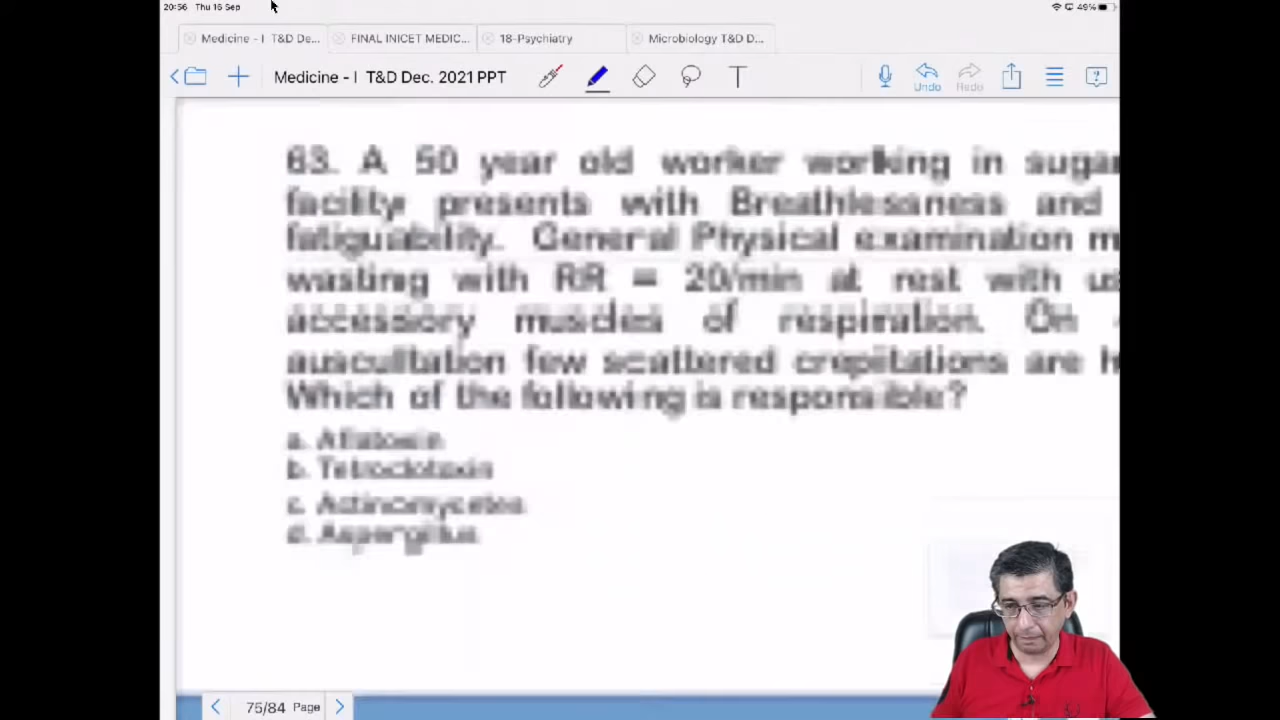 20:56 Thu 16 Sep
49%
Medicine - I T&D De...
FINAL INICET MEDIC...
18-Psychiatry
Microbiology T&D D...
Medicine - I T&D Dec. 2021 PPT
T
Undo
Redo
63. A 50 year old worker working in sugar
facility presents with Breathlessness and
fatiguability. General Physical examination m
wasting with RR = 20/min at rest with us
accessory muscles of respiration. On
auscultation few scattered crepitations are h
Which of the following is responsible?
a. Aflatoxin
b. Tetrodotoxin
c. Actinomycetes
d. Aspergillus
75/84 Page